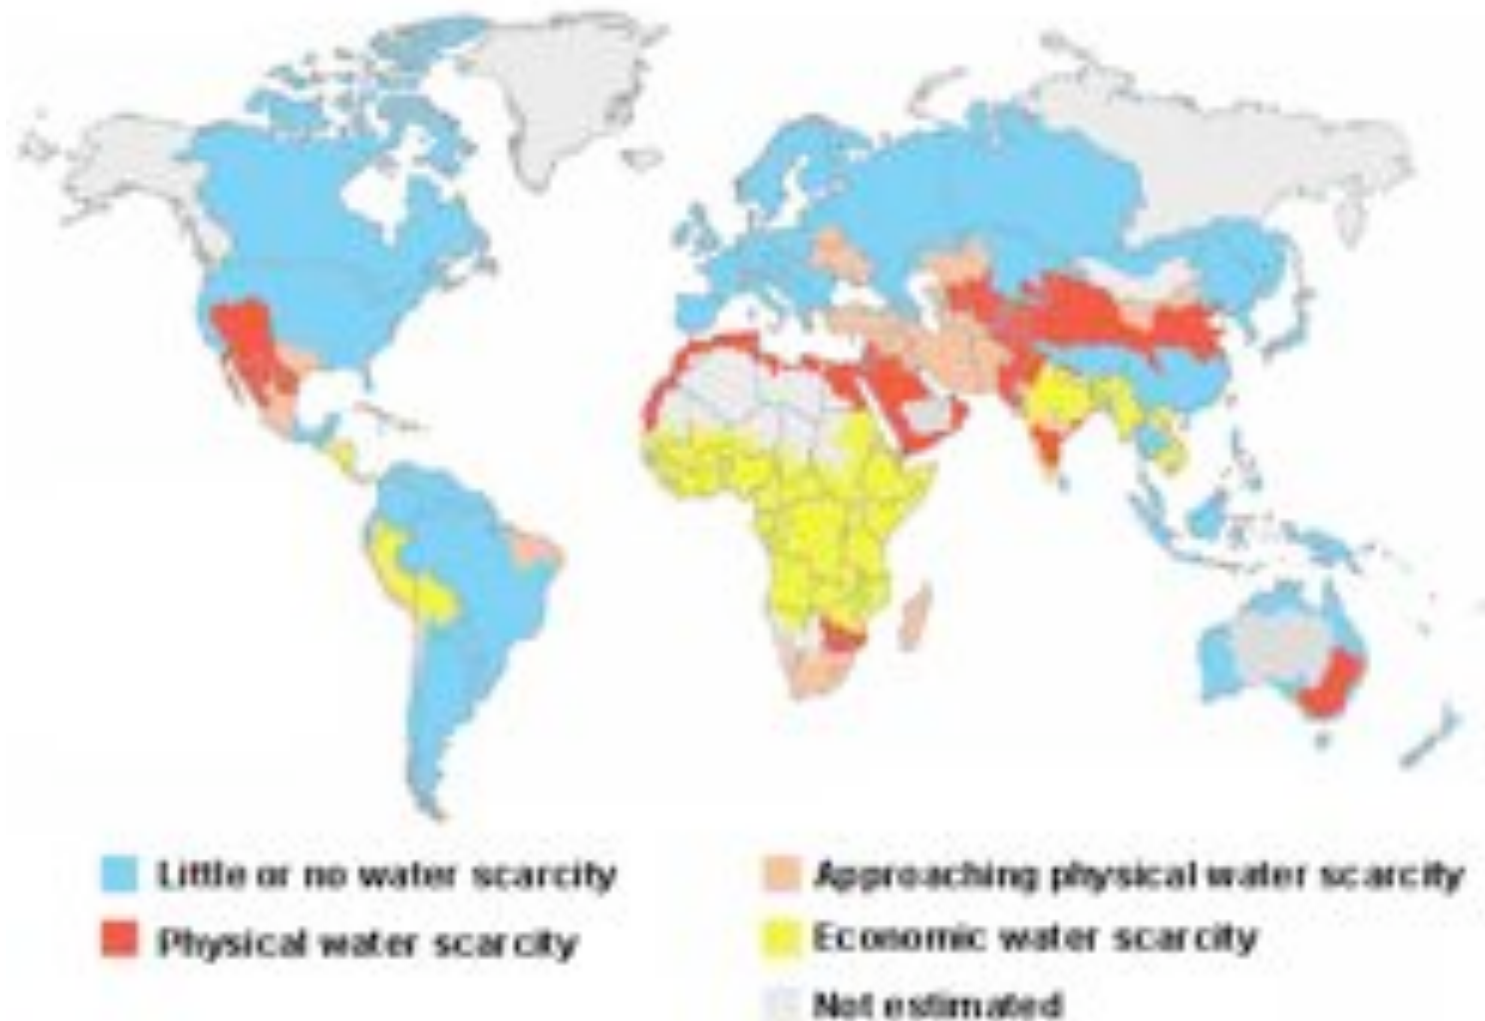 Little or no water scarcity
Physical water scarcity
Approaching physical water scarcity
Economic water scarcity
Not estimated